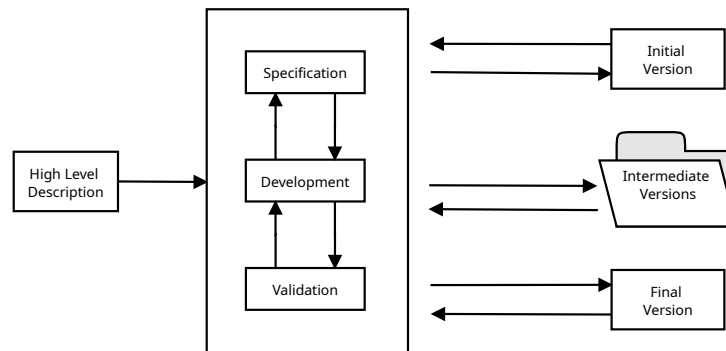 Specification
Initial
Version
High Level
Description
Development
Intermediate
Versions
Validation
Final
Version